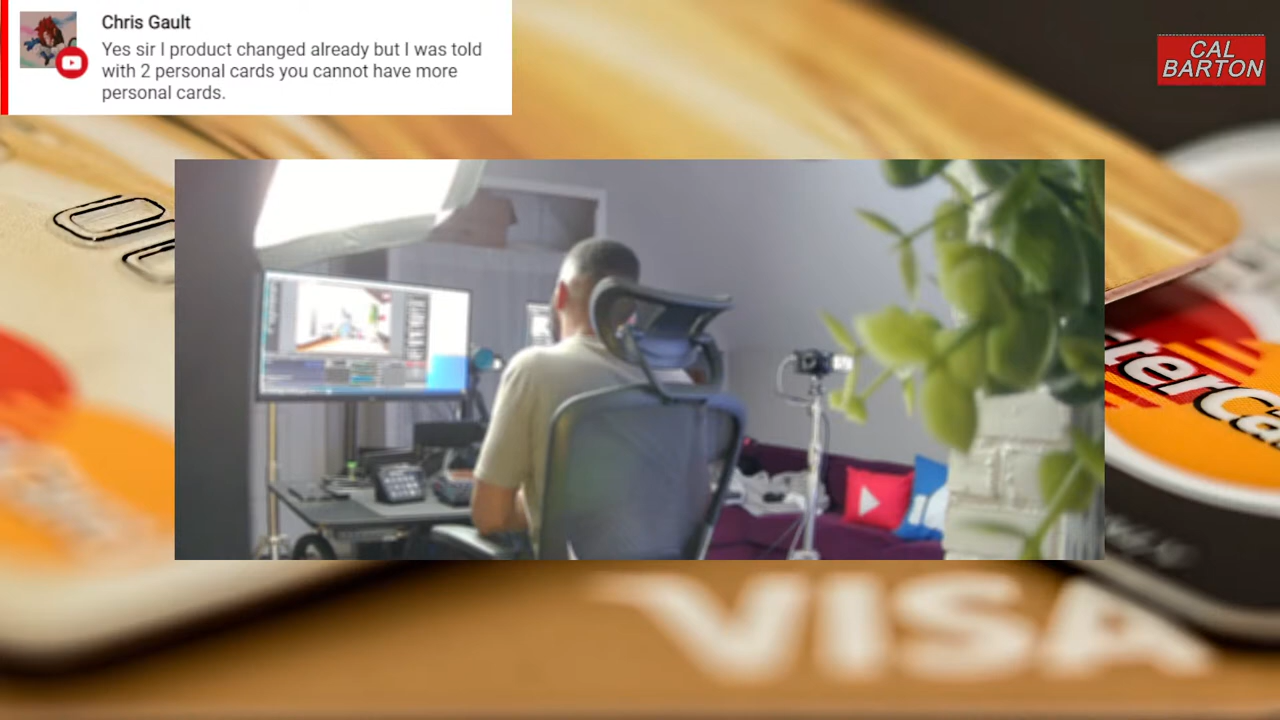 Chris Gault
Yes sir I product changed already but I was told
with 2 personal cards you cannot have more
personal cards.
CAL
BARTON
terCa
VISA